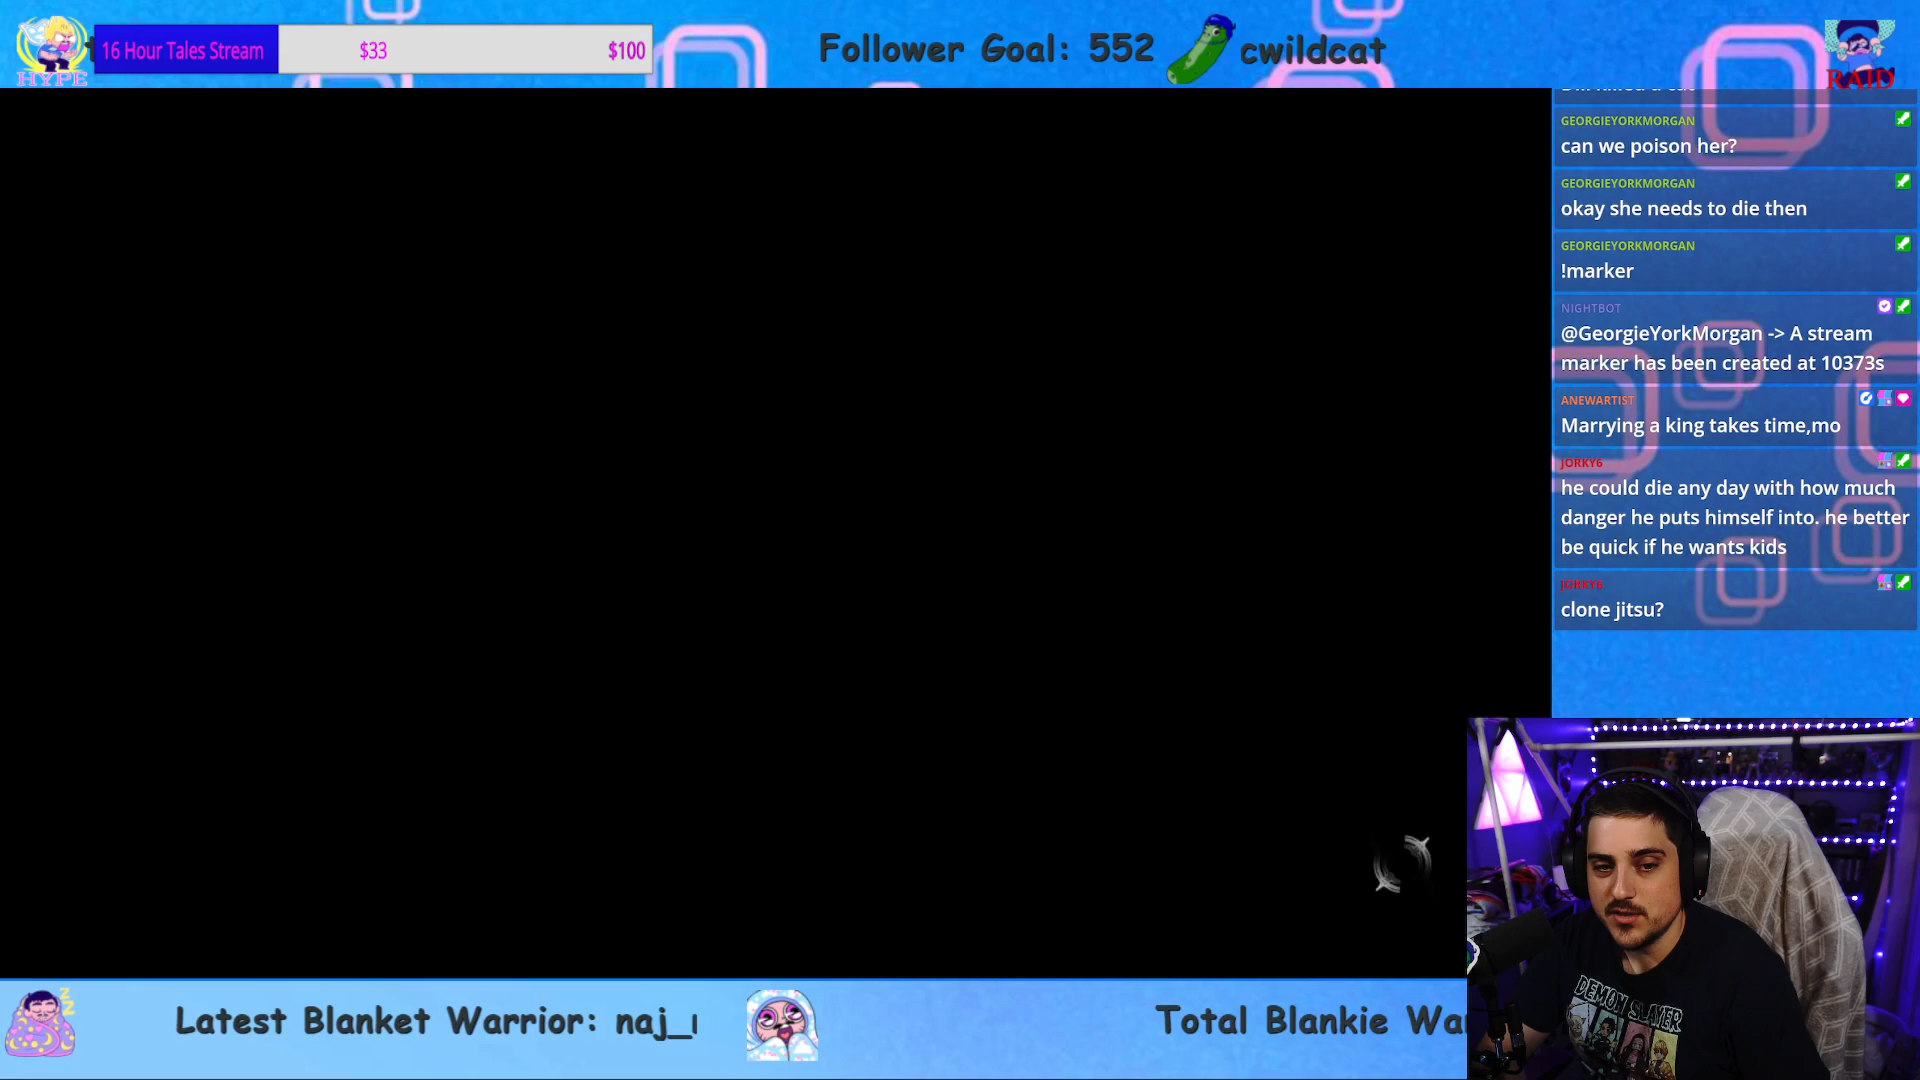 16 Hour Tales Stream
$33
$100
HYPE
Follower Goal: 552
cwildcat
RAID
GEORGIEYORKMORGAN
can we poison her?
GEORGIEYORKMORGAN
okay she needs to die then
GEORGIEYORKMORGAN
!marker
NIGHTBOT
@GeorgieYorkMorgan -> A stream
marker has been created at 10373s
ANEWARTIST
Marrying a king takes time,mo
JORKY6
he could die any day with how much
danger he puts himself into. he better
be quick if he wants kids
JORKY6
clone jitsu?
DEMON SLAYER
Latest Blanket Warrior: naj_
Total Blankie